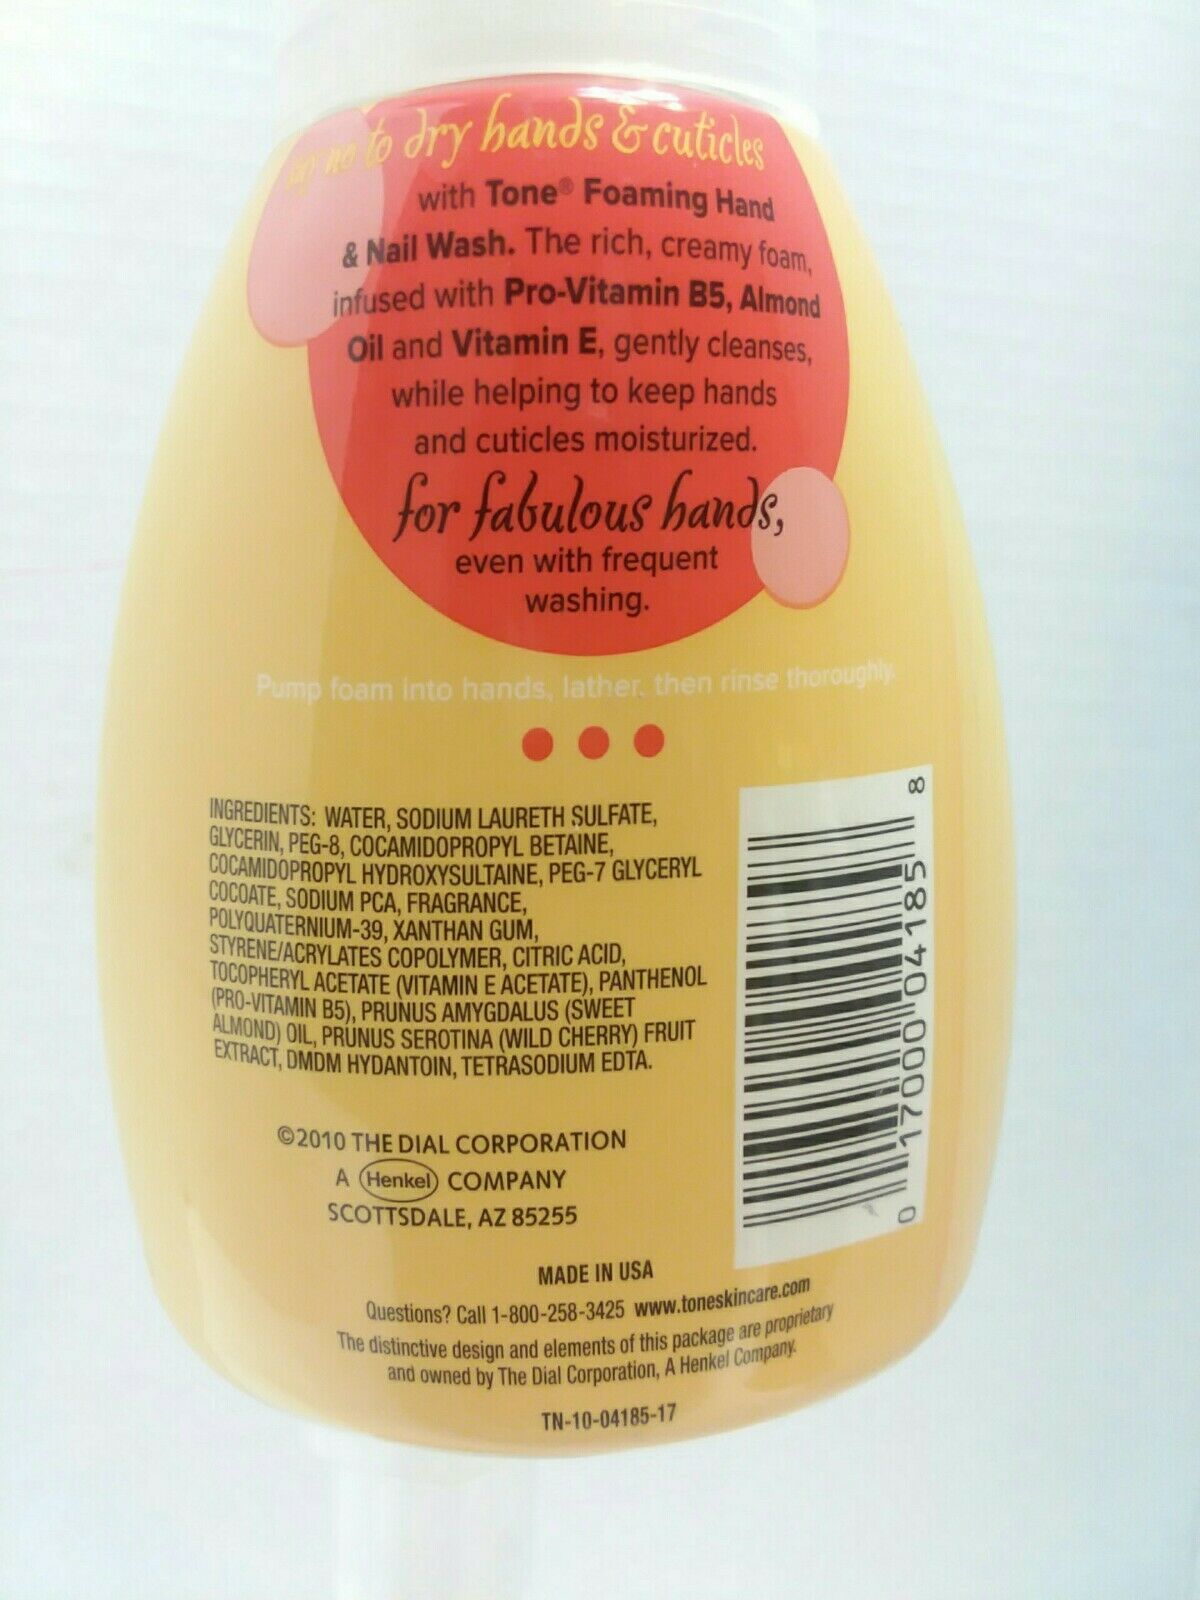 say no to dry hands & cuticles
with Tone® Foaming Hand
& Nail Wash. The rich, creamy foam,
infused with Pro-Vitamin B5, Almond
Oil and Vitamin E, gently cleanses,
while helping to keep hands
and cuticles moisturized.
for fabulous hands,
even with frequent
washing.
Pump foam into hands, lather, then rinse thoroughly.
INGREDIENTS: WATER, SODIUM LAURETH SULFATE,
GLYCERIN, PEG-8, COCAMIDOPROPYL BETAINE,
COCAMIDOPROPYL HYDROXYSULTAINE, PEG-7 GLYCERYL
COCOATE, SODIUM PCA, FRAGRANCE,
POLYQUATERNIUM-39, XANTHAN GUM,
STYRENE/ACRYLATES COPOLYMER, CITRIC ACID,
TOCOPHERYL ACETATE (VITAMIN E ACETATE), PANTHENOL
(PRO-VITAMIN B5), PRUNUS AMYGDALUS (SWEET
ALMOND) OIL, PRUNUS SEROTINA (WILD CHERRY) FRUIT
EXTRACT, DMDM HYDANTOIN, TETRASODIUM EDTA.
0 17000 04185 8
©2010 THE DIAL CORPORATION
A Henkel COMPANY
SCOTTSDALE, AZ 85255
MADE IN USA
Questions? Call 1-800-258-3425 www.toneskincare.com
The distinctive design and elements of this package are proprietary
and owned by The Dial Corporation, A Henkel Company.
TN-10-04185-17